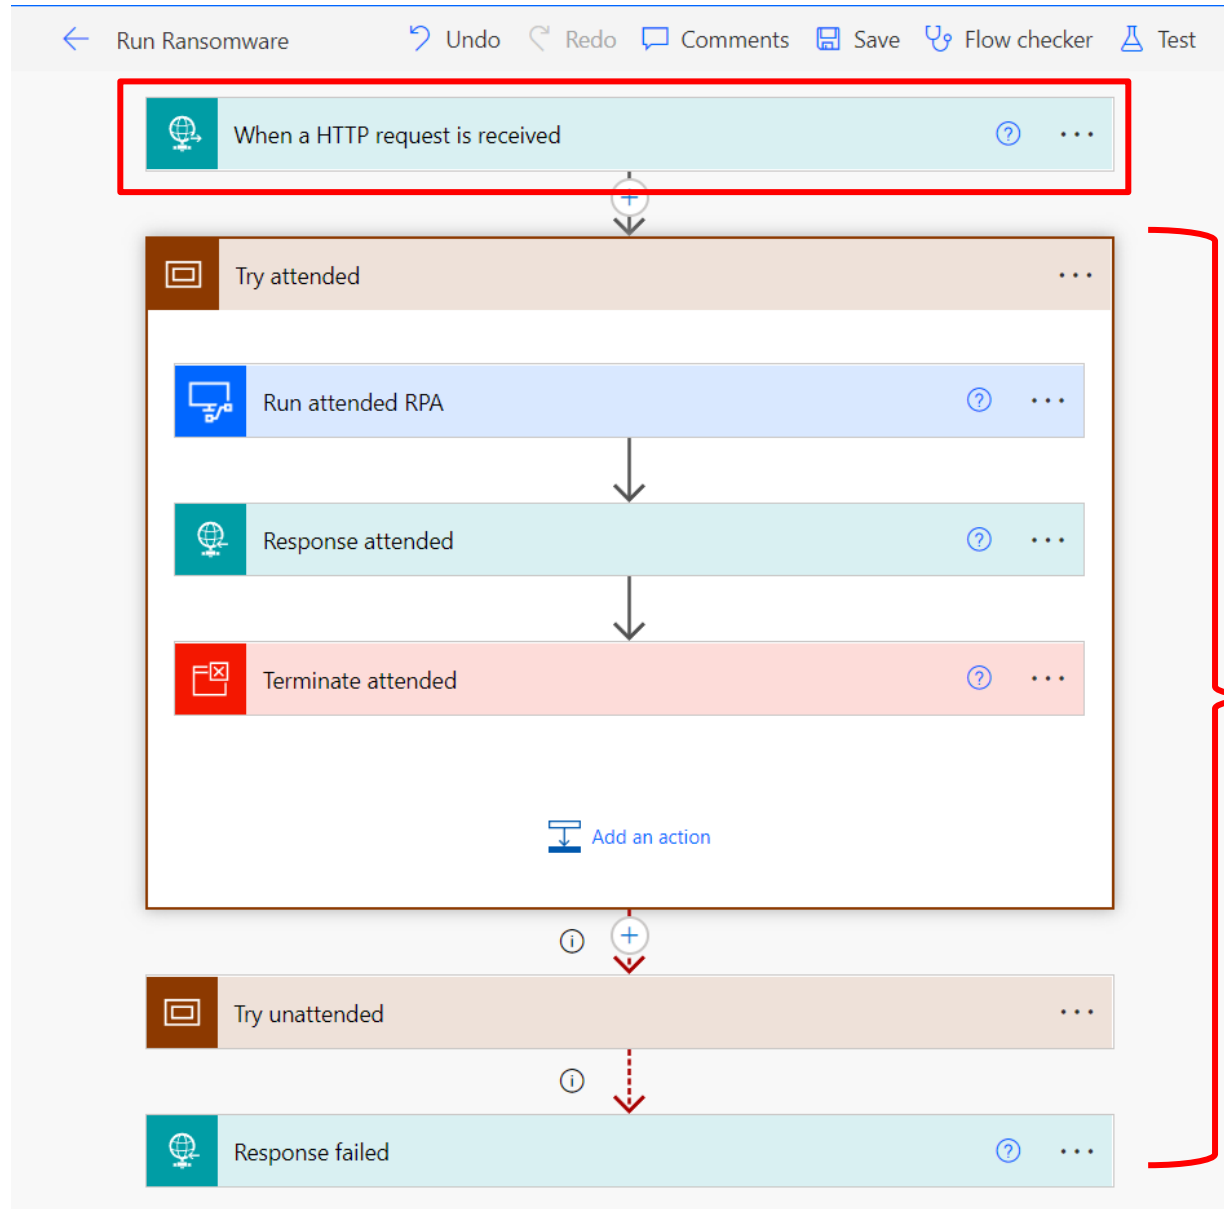 Run Ransomware Undo Redo Comments Save Flow checker Test
When a HTTP request is received
Try attended
Run attended RPA
Response attended
Terminate attended
Add an action
Try unattended
Response failed